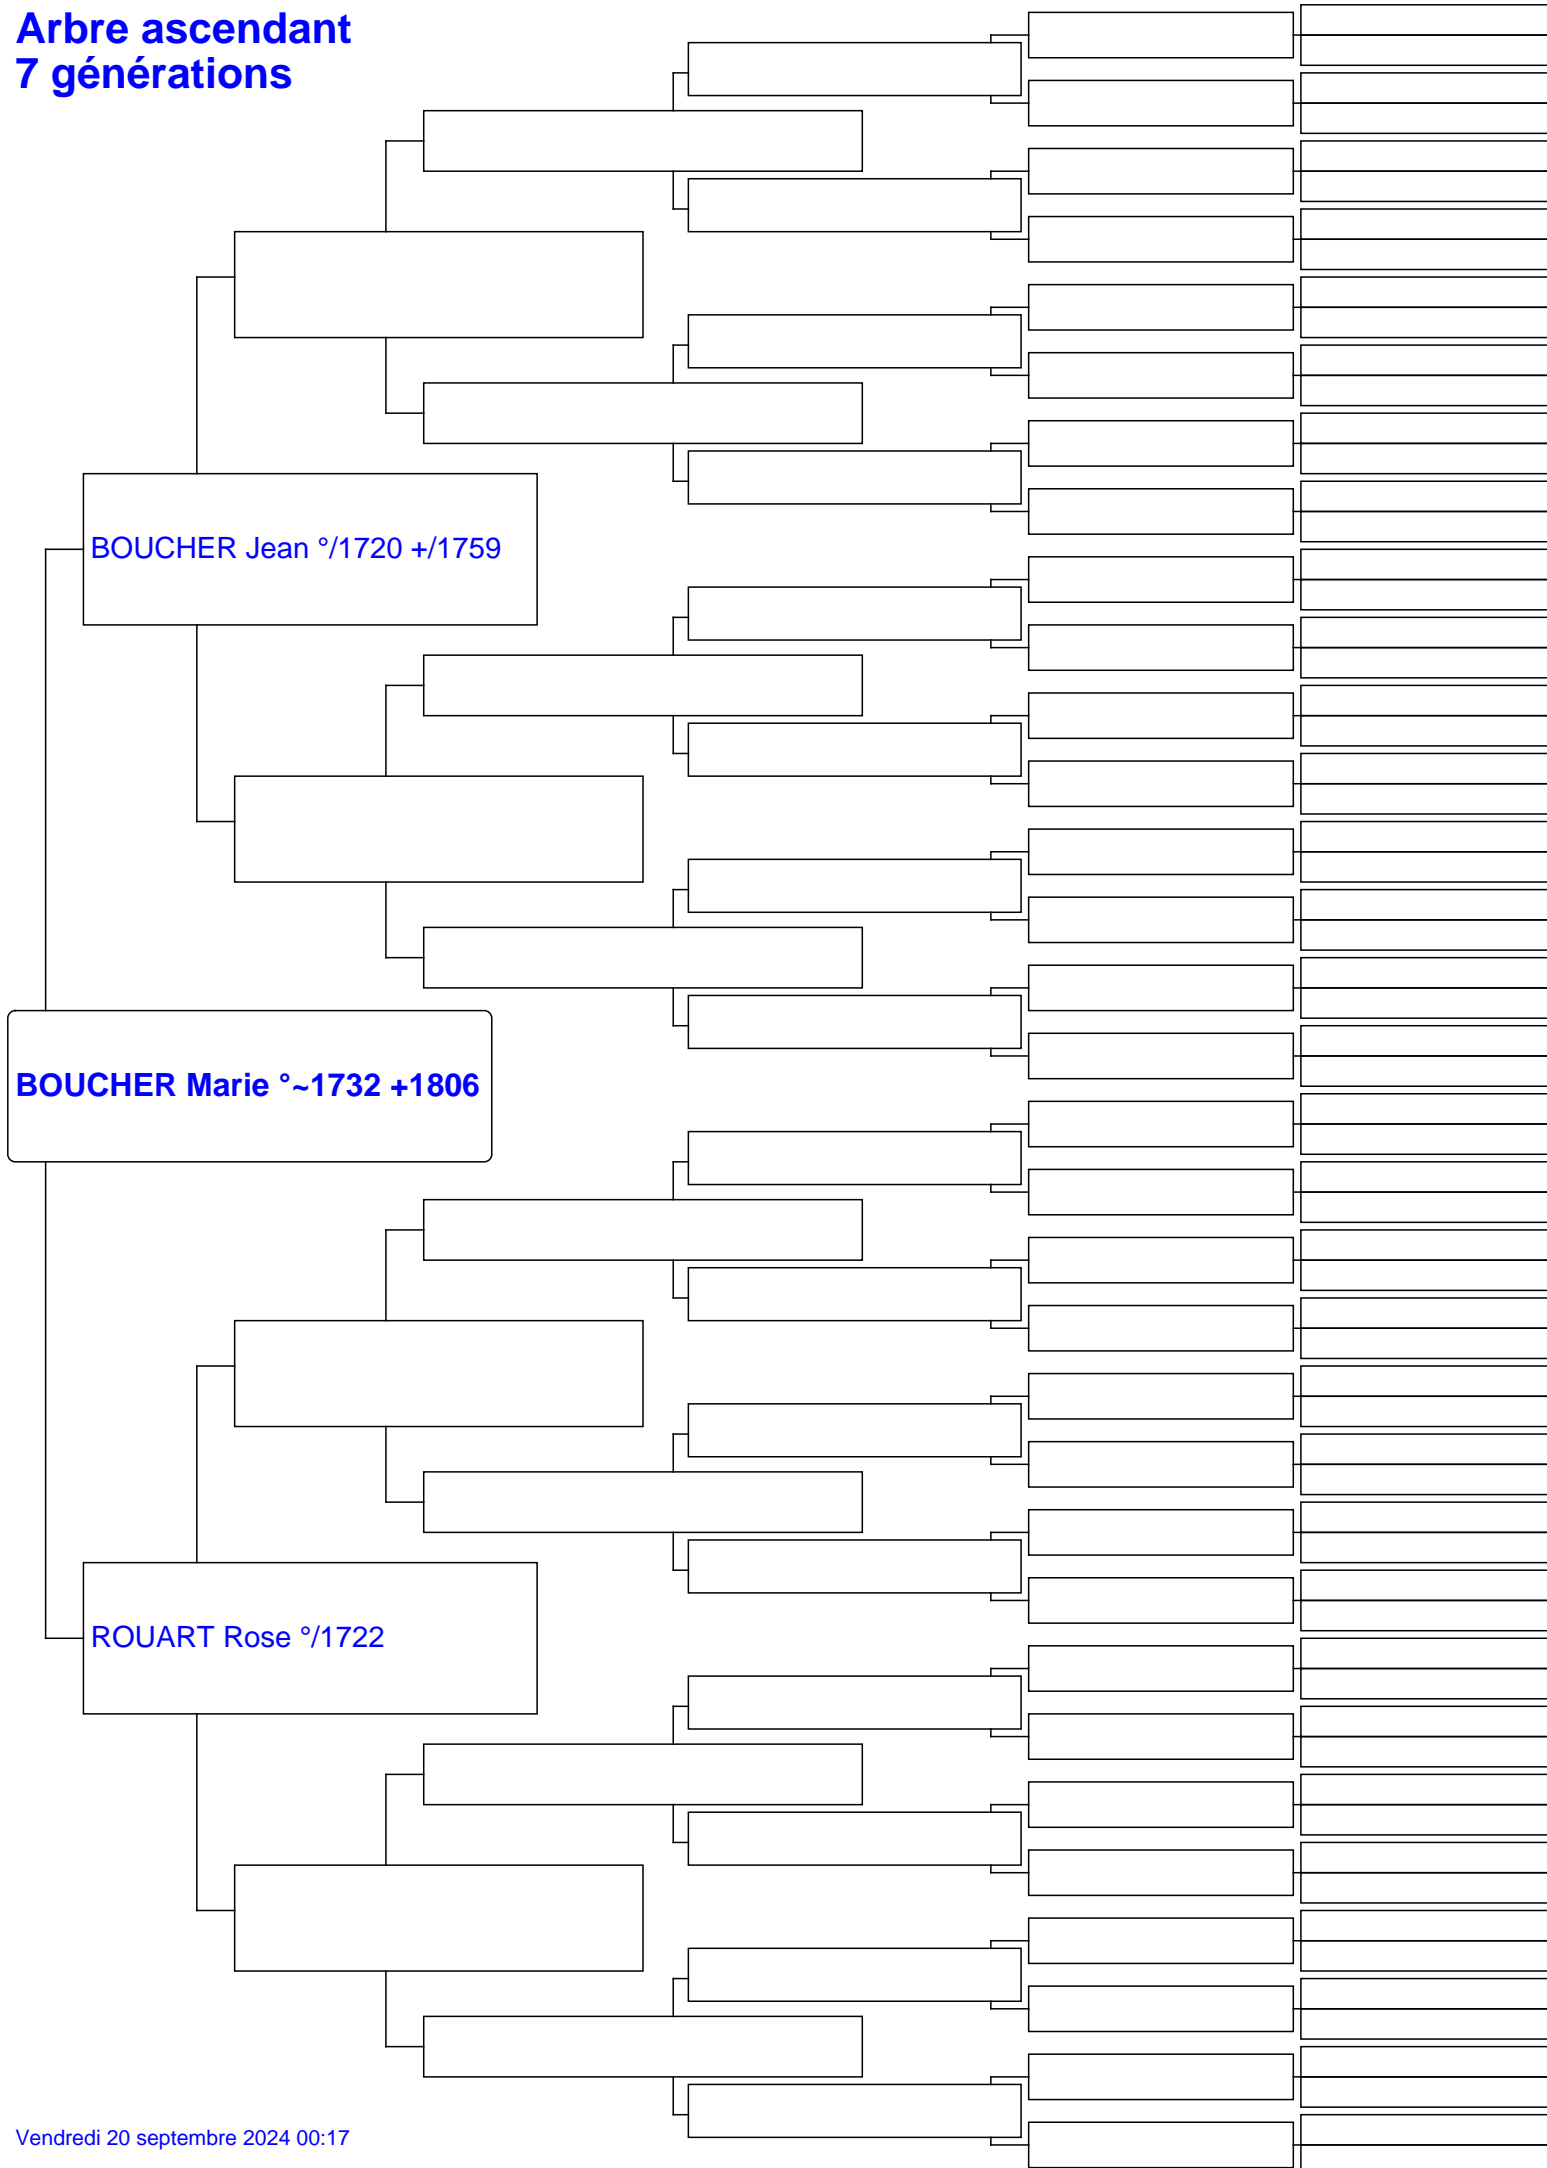 Arbre ascendant
7 générations
BOUCHER Jean °/1720 +/1759
BOUCHER Marie °~1732 +1806
ROUART Rose °/1722
Vendredi 20 septembre 2024 00:17